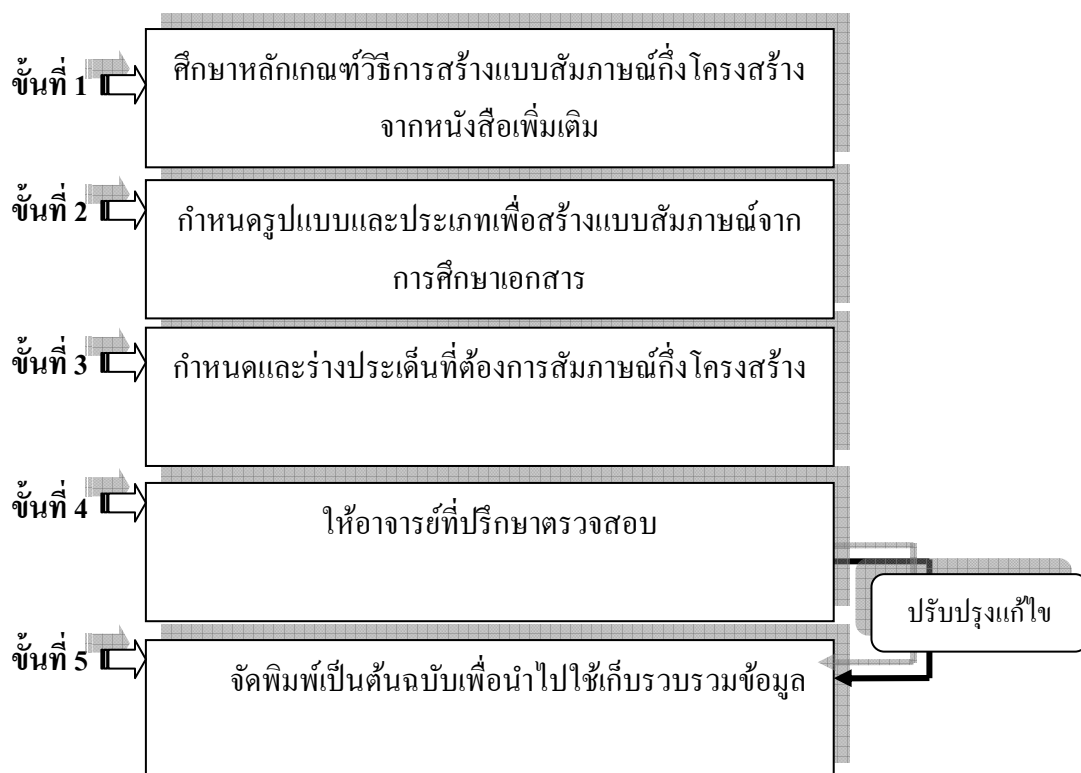 ขั้นที่ 1
ศึกษาหลักเกณฑ์วิธีการสร้างแบบสัมภาษณ์กึ่งโครงสร้าง
จากหนังสือเพิ่มเติม
ขั้นที่ 2
กำหนดรูปแบบและประเภทเพื่อสร้างแบบสัมภาษณ์จาก
การศึกษาเอกสาร
ขั้นที่ 3
กำหนดและร่างประเด็นที่ต้องการสัมภาษณ์กึ่งโครงสร้าง
ขั้นที่ 4
ให้อาจารย์ที่ปรึกษาตรวจสอบ
ปรับปรุงแก้ไข
ขั้นที่ 5
จัดพิมพ์เป็นต้นฉบับเพื่อนำไปใช้เก็บรวบรวมข้อมูล